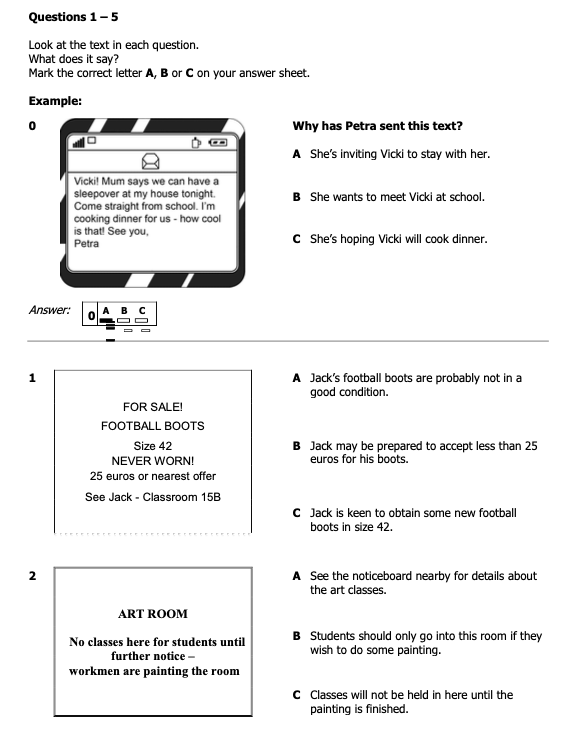 Questions 1 – 5
Look at the text in each question.
What does it say?
Mark the correct letter A, B or C on your answer sheet.
Example:
0
Vicki! Mum says we can have a
sleepover at my house tonight.
Come straight from school. I'm
cooking dinner for us - how cool
is that! See you,
Petra
Why has Petra sent this text?
A She's inviting Vicki to stay with her.
B She wants to meet Vicki at school.
C She's hoping Vicki will cook dinner.
Answer: 0 A B C
1
FOR SALE!
FOOTBALL BOOTS
Size 42
NEVER WORN!
25 euros or nearest offer
See Jack - Classroom 15B
A Jack's football boots are probably not in a
good condition.
B Jack may be prepared to accept less than 25
euros for his boots.
C Jack is keen to obtain some new football
boots in size 42.
2
ART ROOM
No classes here for students until
further notice –
workmen are painting the room
A See the noticeboard nearby for details about
the art classes.
B Students should only go into this room if they
wish to do some painting.
C Classes will not be held in here until the
painting is finished.